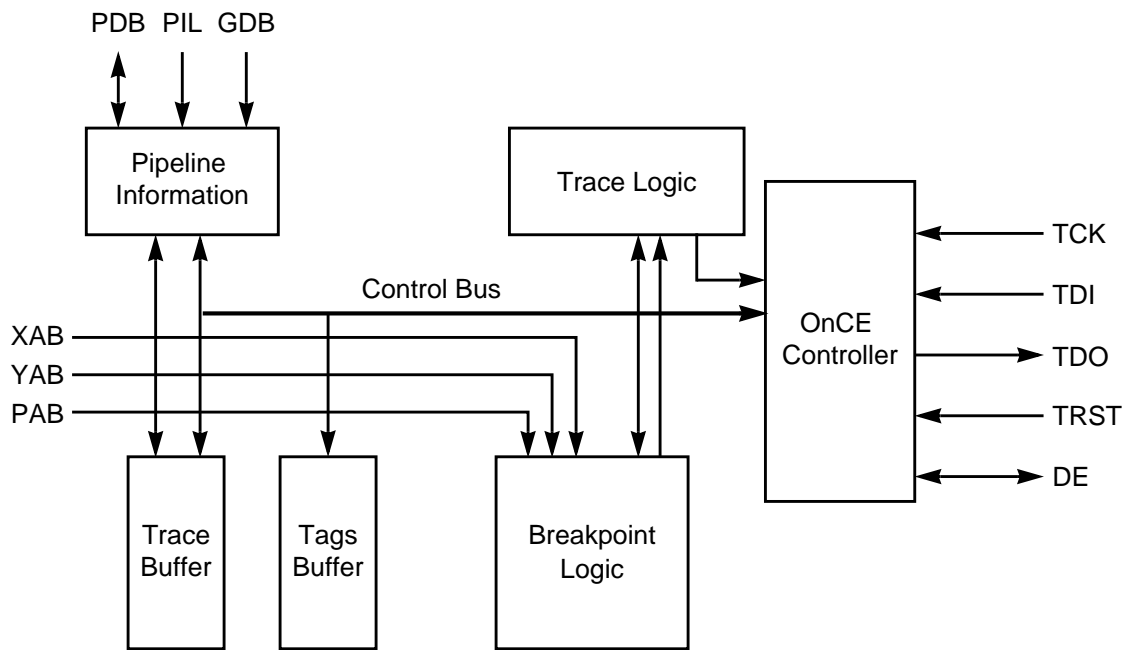 PDB PIL GDB
Pipeline
Information
Trace Logic
TCK
Control Bus
TDI
OnCE
Controller
XAB
TDO
YAB
PAB
TRST
DE
Trace
Buffer
Tags
Buffer
Breakpoint
Logic